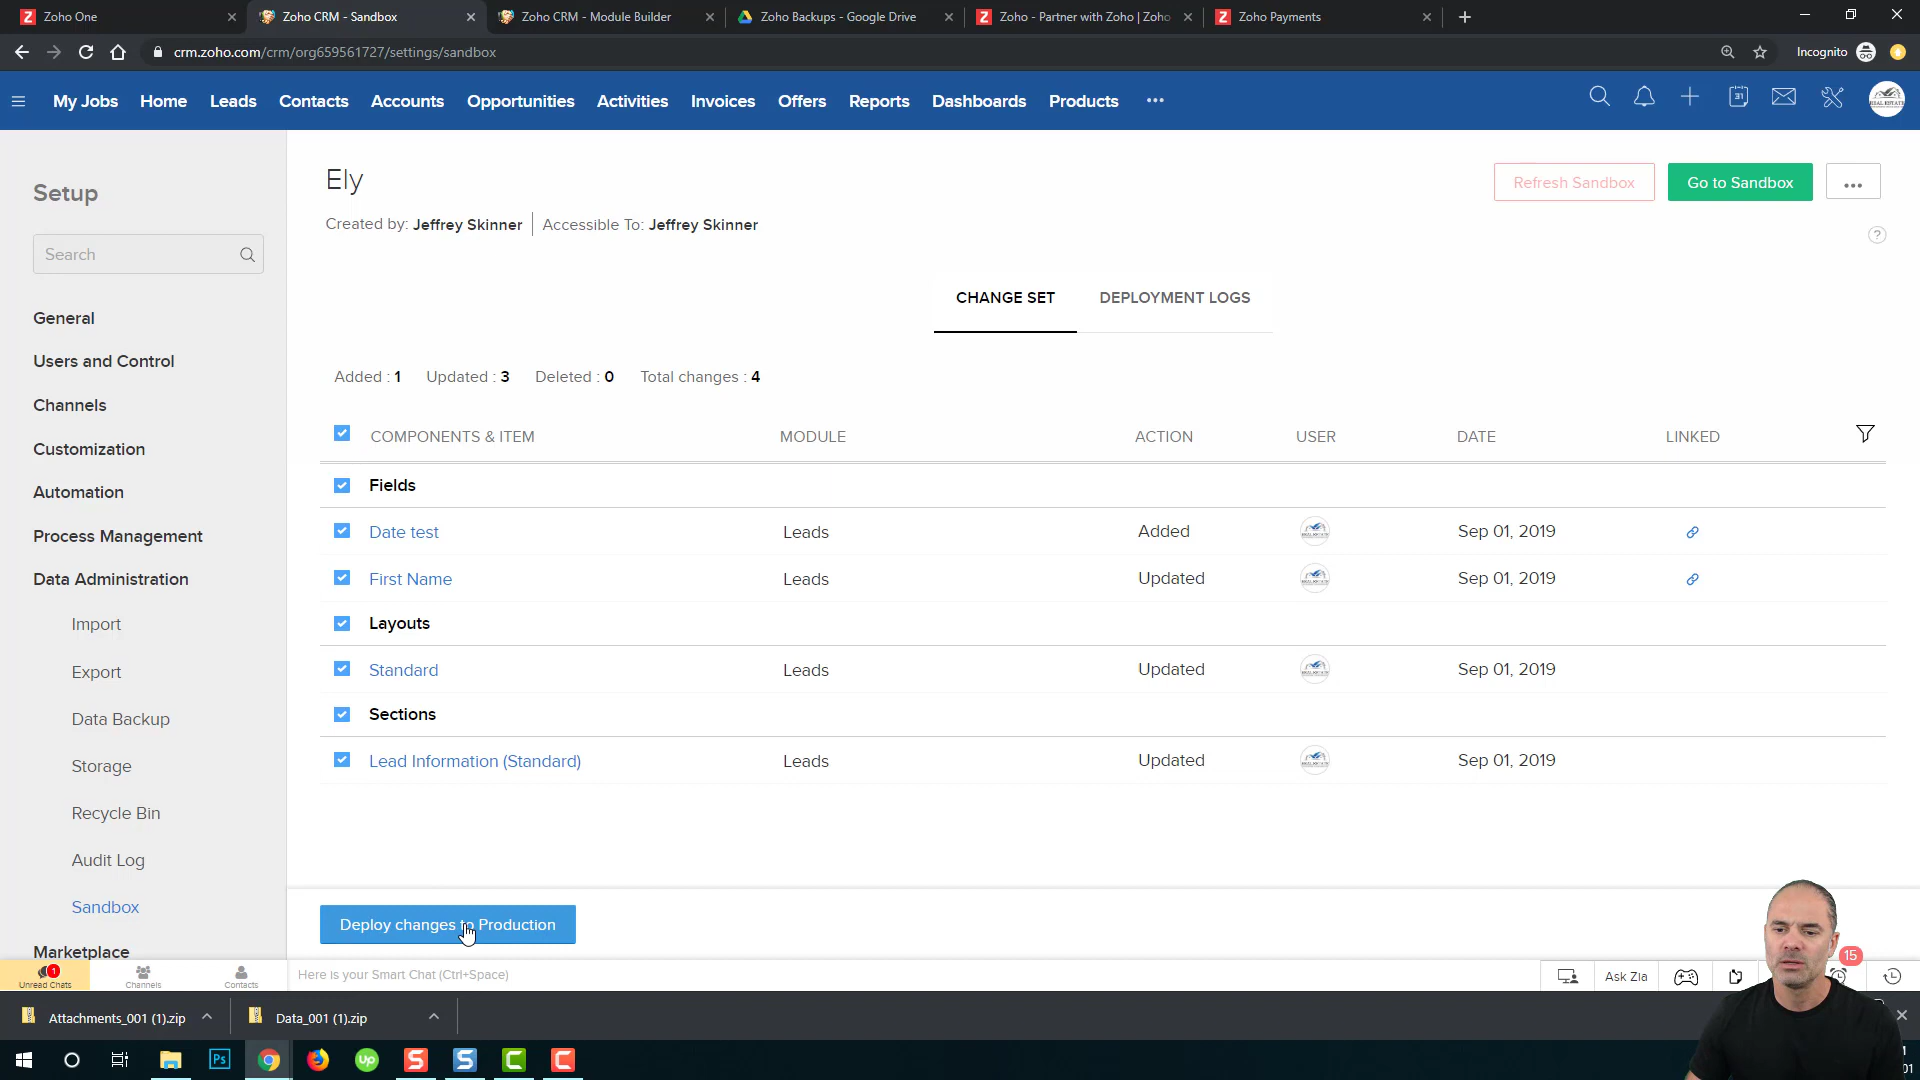 Zoho One
Zoho CRM - Sandbox
Zoho CRM - Module Builder
Zoho Backups - Google Drive
Zoho - Partner with Zoho | Zoho
Zoho Payments
crm.zoho.com/crm/org659561727/settings/sandbox
Incognito
My Jobs Home Leads Contacts Accounts Opportunities Activities Invoices Offers Reports Dashboards Products
31
REAL ESTATE
Setup
Search
General
Users and Control
Channels
Customization
Automation
Process Management
Data Administration
Import
Export
Data Backup
Storage
Recycle Bin
Audit Log
Sandbox
Marketplace
Ely
Created by: Jeffrey Skinner Accessible To: Jeffrey Skinner
Refresh Sandbox
Go to Sandbox
...
?
CHANGE SET DEPLOYMENT LOGS
Added : 1 Updated : 3 Deleted : 0 Total changes : 4
COMPONENTS & ITEM MODULE ACTION USER DATE LINKED
Fields
Date test Leads Added Sep 01, 2019
First Name Leads Updated Sep 01, 2019
Layouts
Standard Leads Updated Sep 01, 2019
Sections
Lead Information (Standard) Leads Updated Sep 01, 2019
Deploy changes to Production
1
Unread Chats
Channels
Contacts
Here is your Smart Chat (Ctrl+Space)
Ask Zia
15
Attachments_001 (1).zip
Data_001 (1).zip
Ps
Up
S
S
C
C